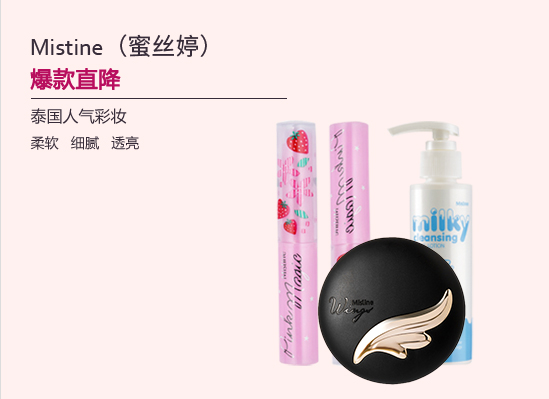 Mistine（蜜丝婷）
爆款直降
泰国人气彩妆
柔软 细腻 透亮
milky
cleansing
Mistine
Wings